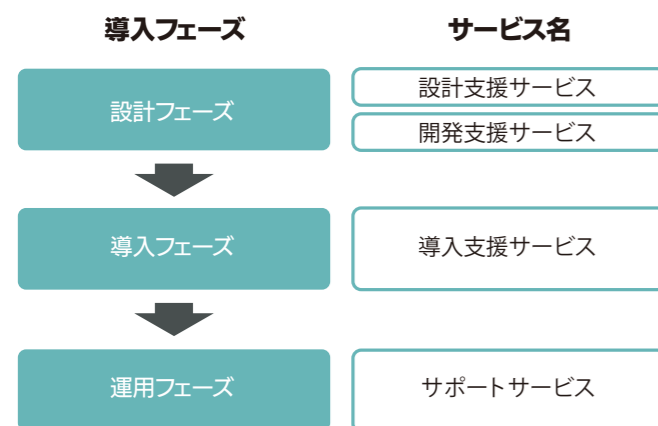 導入フェーズ サービス名
設計フェーズ
設計支援サービス
開発支援サービス
導入フェーズ
導入支援サービス
運用フェーズ
サポートサービス